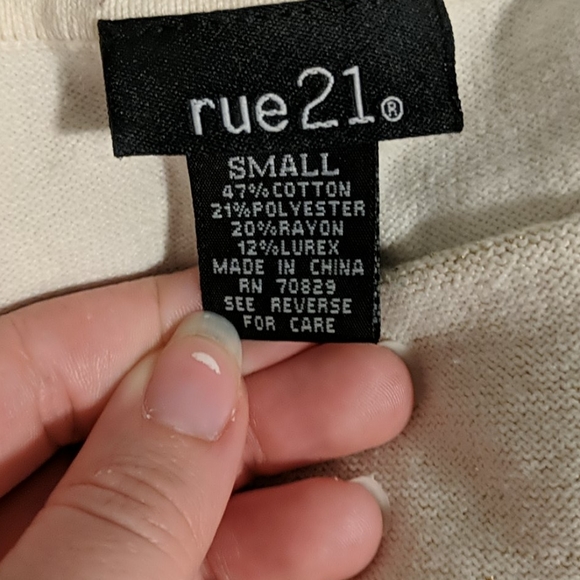 rue21®
SMALL
47%COTTON
21%POLYESTER
20%RAYON
12%LUREX
MADE IN CHINA
RN 70829
SEE REVERSE
FOR CARE